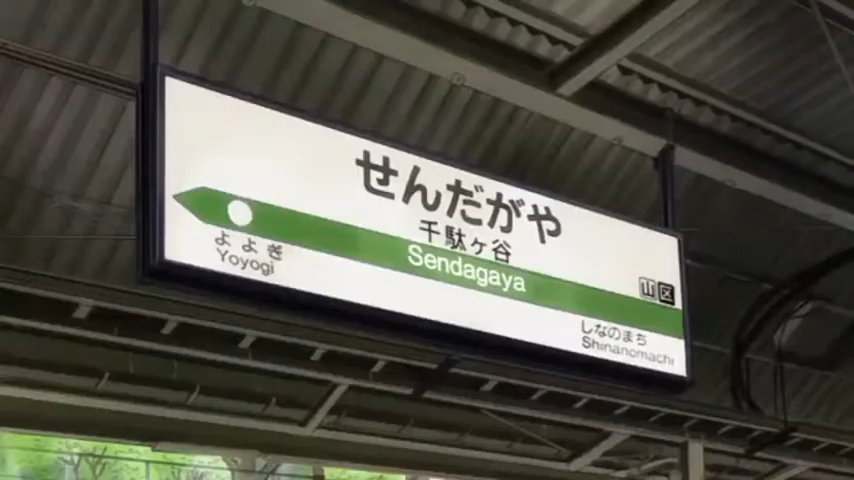 せんだがや
千駄ヶ谷
Sendagaya
山 区
よよぎ
Yoyogi
しなのまち
Shinanomachi